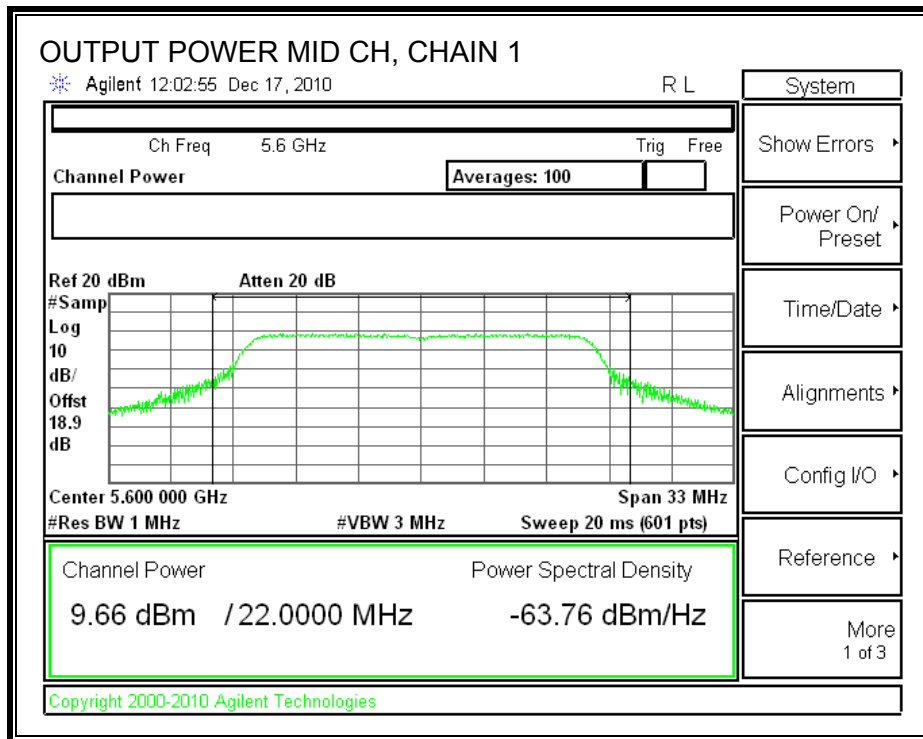 OUTPUT POWER MID CH, CHAIN 1
Agilent 12:02:55 Dec 17, 2010 R L
Ch Freq 5.6 GHz Trig Free
Channel Power Averages: 100
Ref 20 dBm Atten 20 dB
#Samp
Log
10
dB/
Offst
18.9
dB
Center 5.600 000 GHz Span 33 MHz
#Res BW 1 MHz #VBW 3 MHz Sweep 20 ms (601 pts)
Channel Power Power Spectral Density
9.66 dBm / 22.0000 MHz -63.76 dBm/Hz
Copyright 2000-2010 Agilent Technologies
System
Show Errors
Power On/
Preset
Time/Date
Alignments
Config I/O
Reference
More
1 of 3